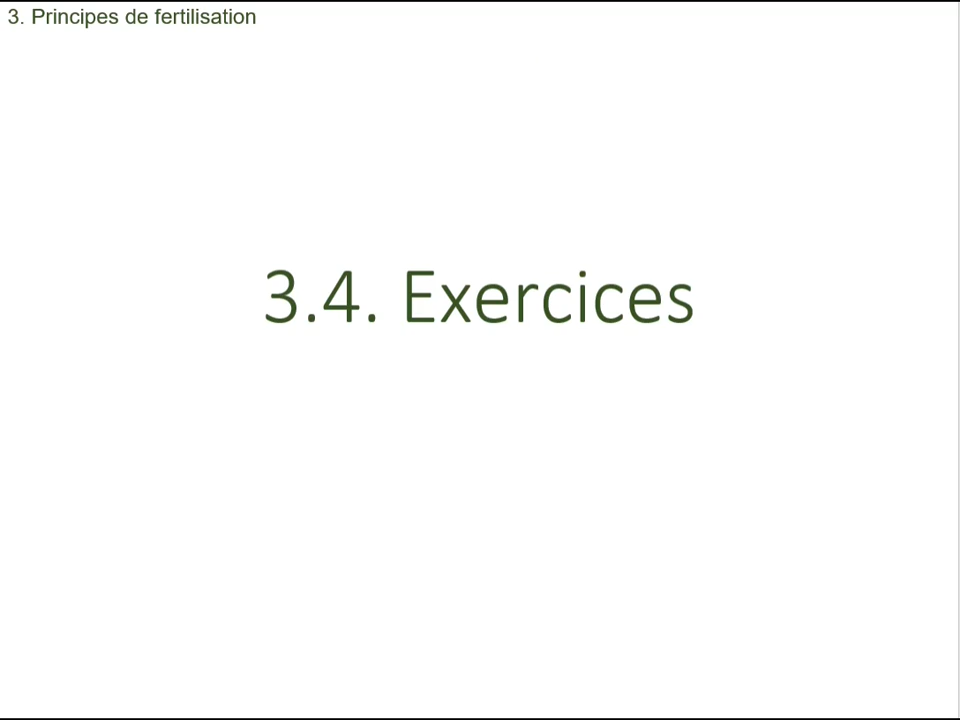 3. Principes de fertilisation
3.4. Exercices